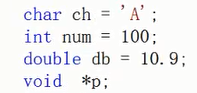 char ch = 'A';
int num = 100;
double db = 10.9;
void  *p;